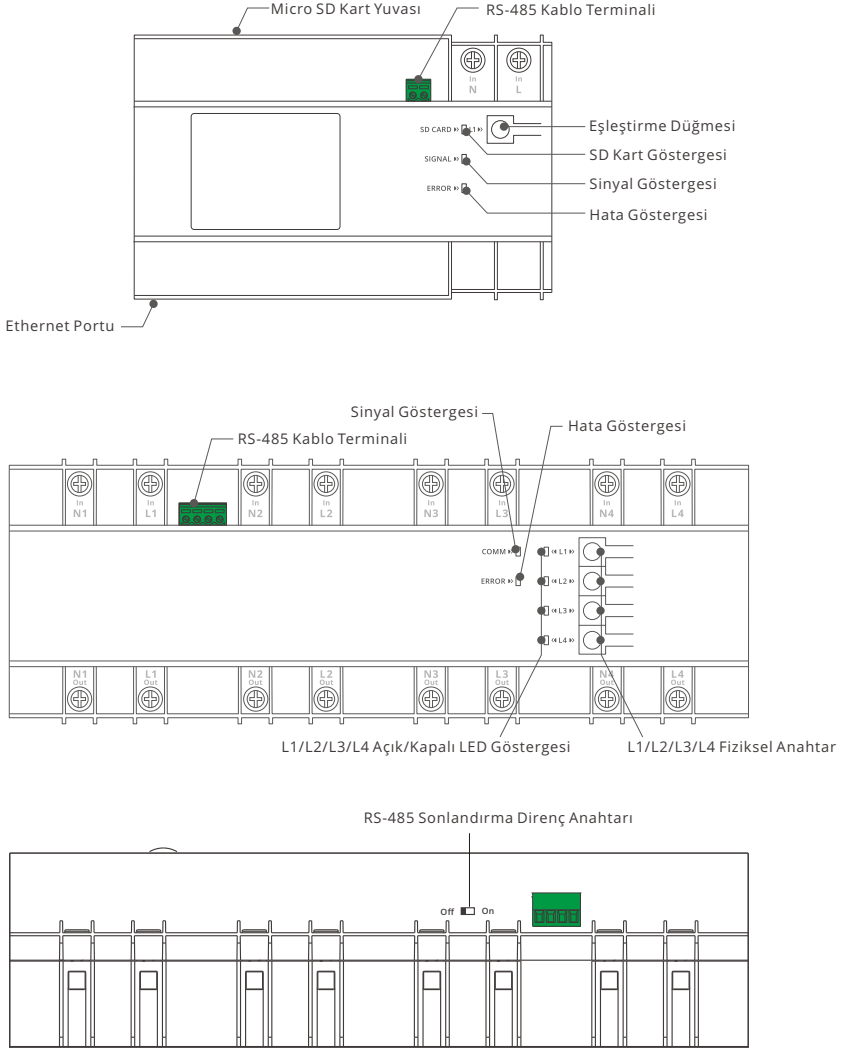 Micro SD Kart Yuvası
RS-485 Kablo Terminali
In
N
In
L
Eşleştirme Düğmesi
SD CARD
L1
SD Kart Göstergesi
SIGNAL
Sinyal Göstergesi
ERROR
Hata Göstergesi
Ethernet Portu
Sinyal Göstergesi
Hata Göstergesi
RS-485 Kablo Terminali
In
N1
In
L1
In
N2
In
L2
In
N3
In
L3
In
N4
In
L4
COMM
L1
ERROR
L2
L3
L4
N1
Out
L1
Out
N2
Out
L2
Out
N3
Out
L3
Out
N4
Out
L4
Out
L1/L2/L3/L4 Açık/Kapalı LED Göstergesi
L1/L2/L3/L4 Fiziksel Anahtar
RS-485 Sonlandırma Direnç Anahtarı
Off
On